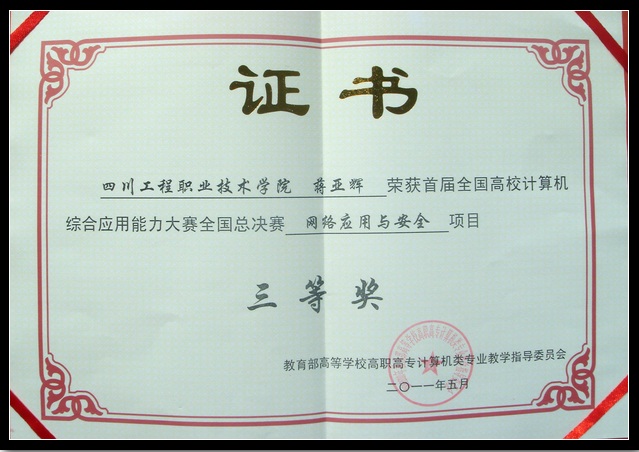 证书
四川工程职业技术学院 蒋亚辉 荣获首届全国高校计算机
综合应用能力大赛全国总决赛 网络应用与安全 项目
三等奖
教育部高等学校高职高专计算机类专业教学指导委员会
二〇一一年五月